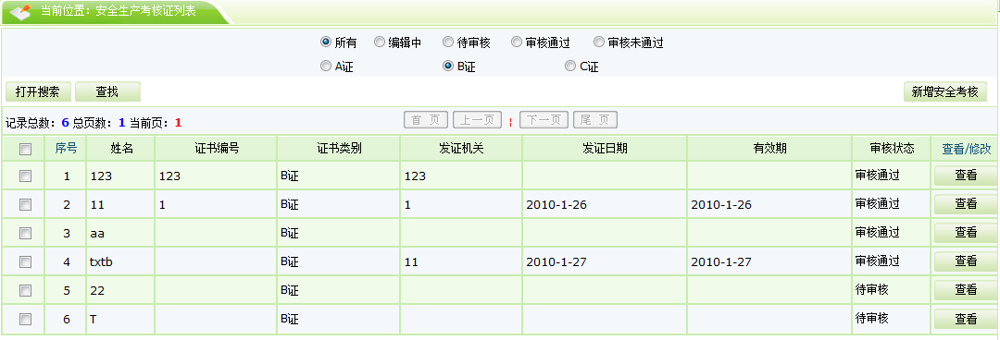 当前位置：安全生产考核证列表
所有 编辑中 待审核 审核通过 审核未通过
A证 B证 C证
打开搜索 查找 新增安全考核
记录总数：6 总页数：1 当前页：1 首 页 上一页 ¦ 下一页 尾 页
序号 姓名 证书编号 证书类别 发证机关 发证日期 有效期 审核状态 查看/修改
1 123 123 B证 123 审核通过 查看
2 11 1 B证 1 2010-1-26 2010-1-26 审核通过 查看
3 aa B证 审核通过 查看
4 txtb B证 11 2010-1-27 2010-1-27 审核通过 查看
5 22 B证 待审核 查看
6 T B证 待审核 查看